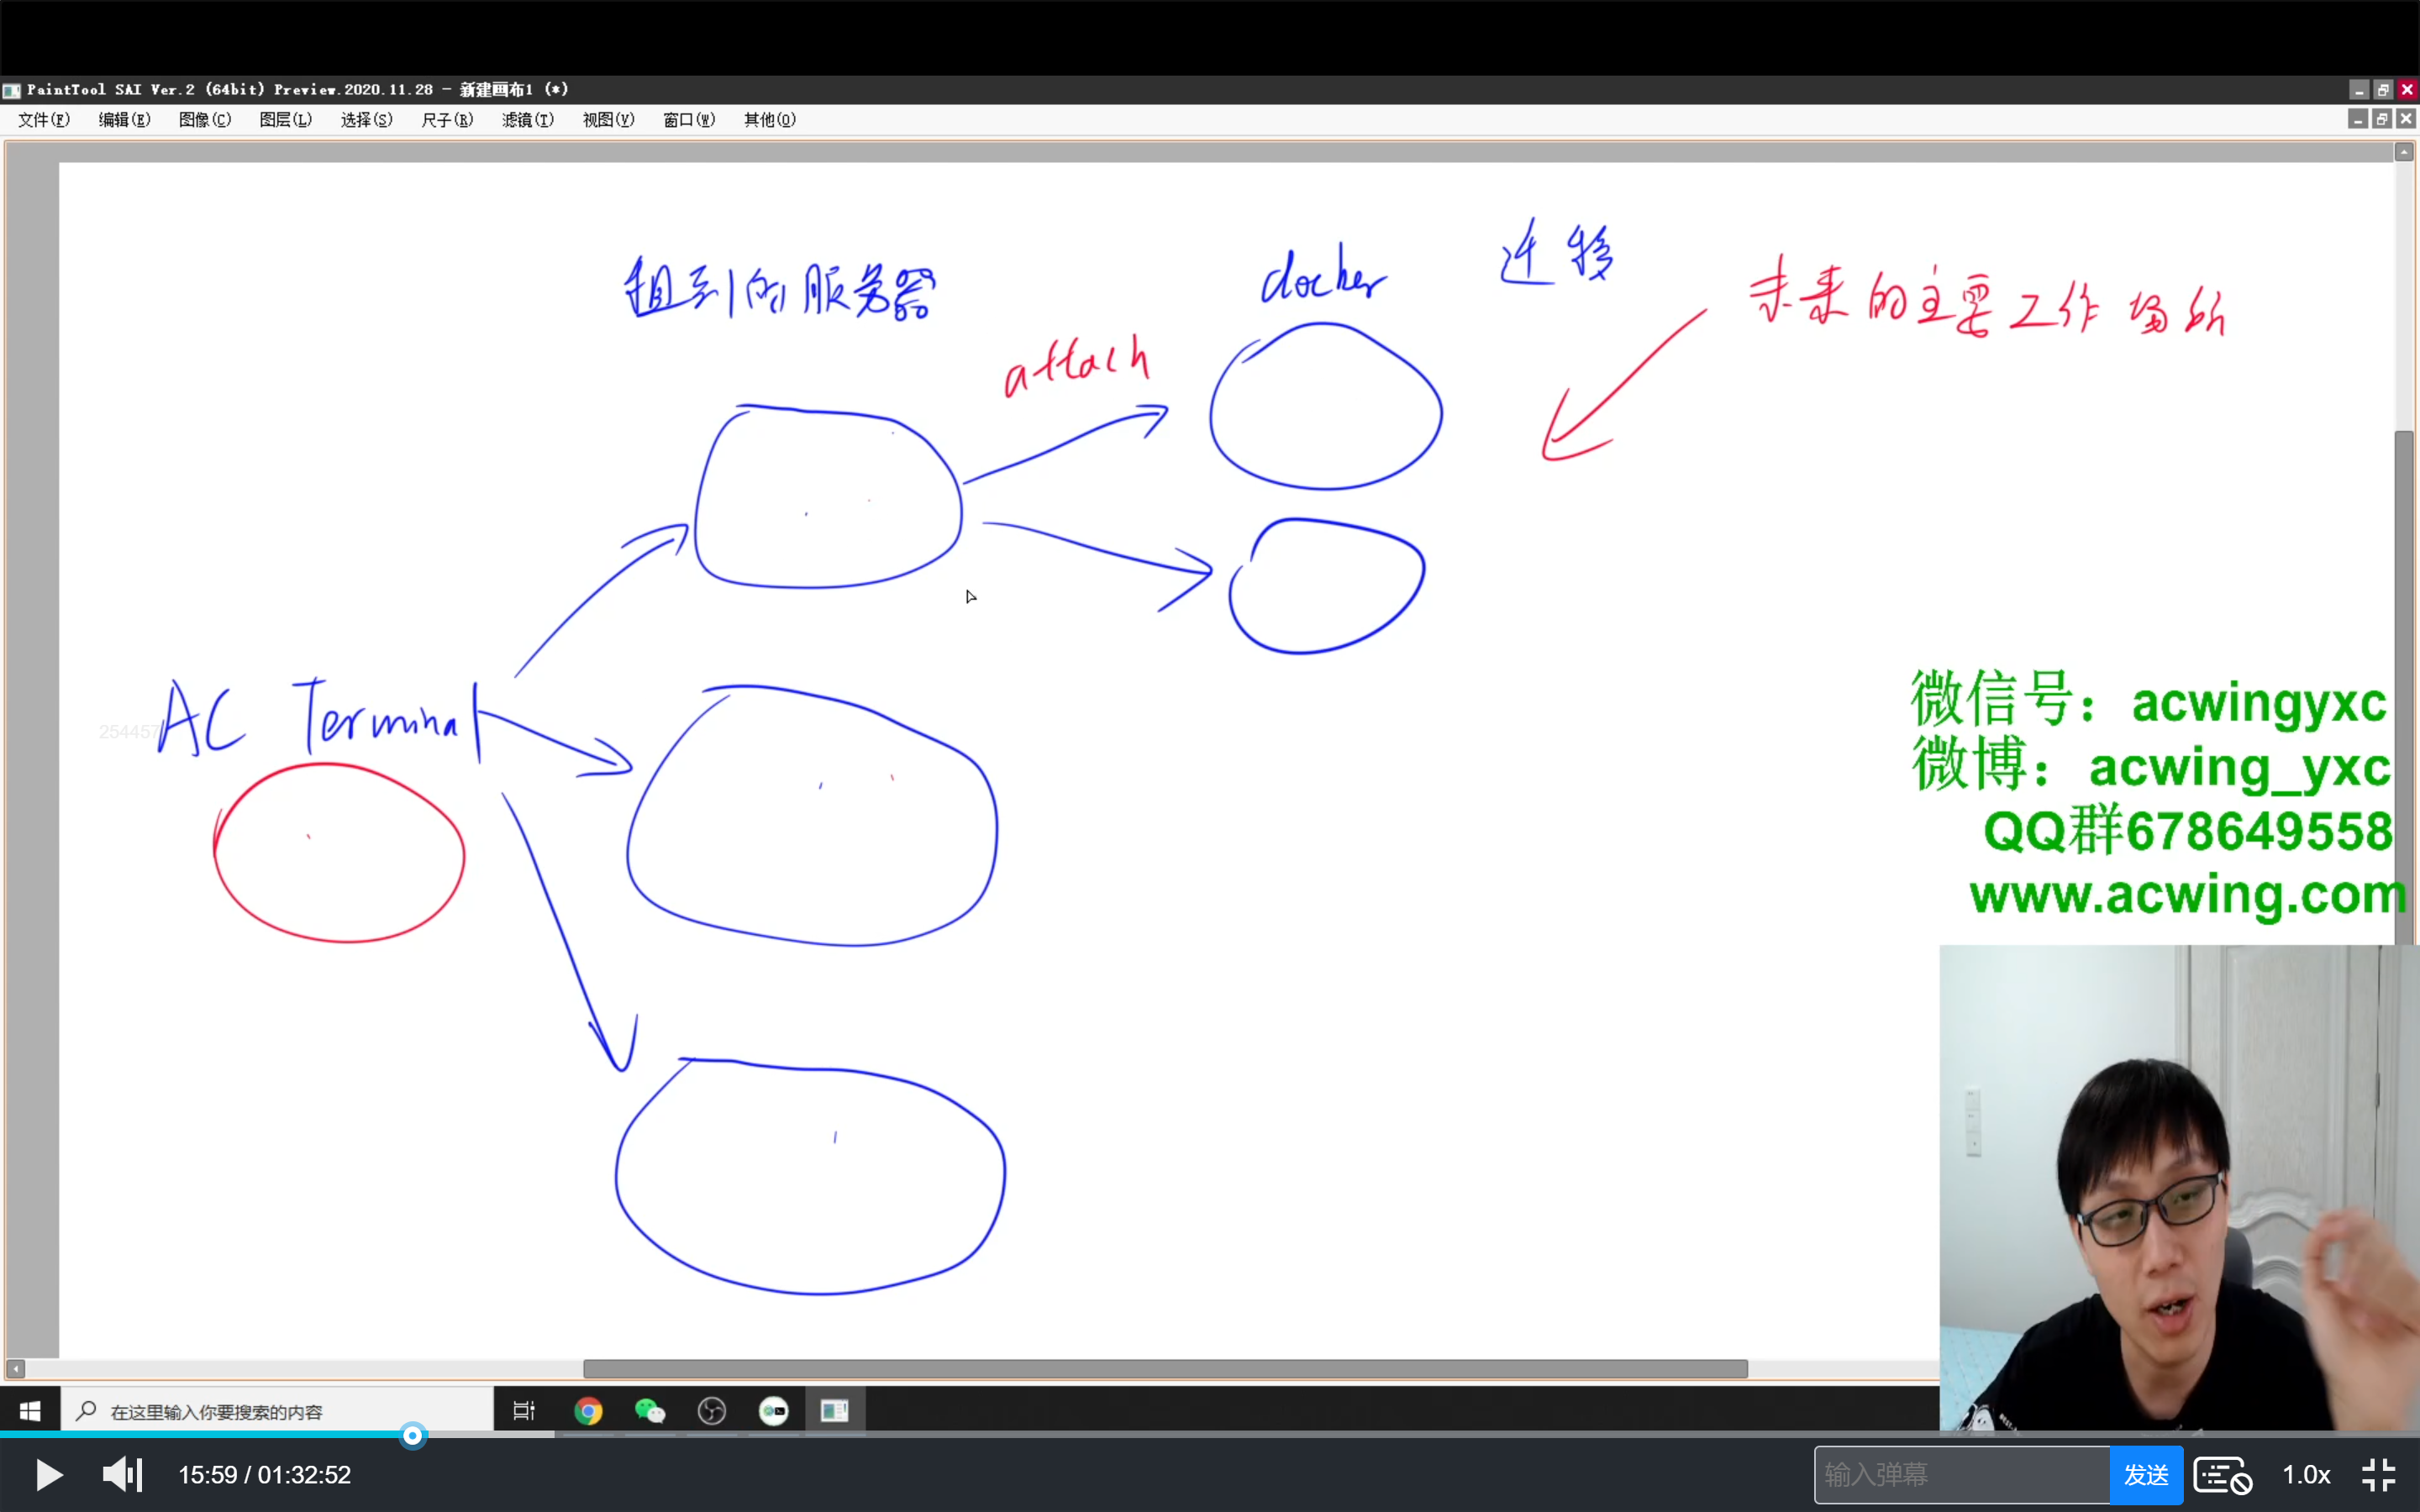 PaintTool SAI Ver.2 (64bit) Preview.2020.11.28 - 新建画布1 (*)
文件(F) 编辑(E) 图像(C) 图层(L) 选择(S) 尺子(R) 滤镜(T) 视图(V) 窗口(W) 其他(O)
租到的服务器
docker
迁移
未来的主要工作场所
attach
AC Terminal
254457
微信号：acwingyxc
微博：acwing_yxc
QQ群678649558
www.acwing.com
在这里输入你要搜索的内容
15:59 / 01:32:52
输入弹幕
发送
1.0x